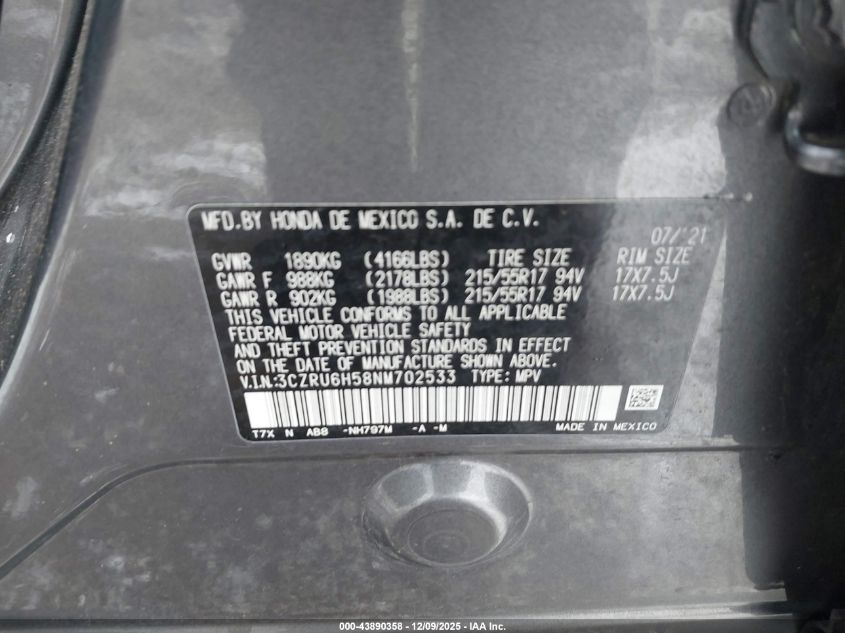 MFD.BY HONDA DE MEXICO S.A. DE C.V.
07/'21
GVWR 1890KG (4166LBS) TIRE SIZE RIM SIZE
GAWR F 988KG (2178LBS) 215/55R17 94V 17X7.5J
GAWR R 902KG (1988LBS) 215/55R17 94V 17X7.5J
THIS VEHICLE CONFORMS TO ALL APPLICABLE
FEDERAL MOTOR VEHICLE SAFETY
AND THEFT PREVENTION STANDARDS IN EFFECT
ON THE DATE OF MANUFACTURE SHOWN ABOVE.
V.I.N.:3CZRU6H58NM702533 TYPE: MPV
T7X N AB8 -NH797M -A -M MADE IN MEXICO
000-43890358 - 12/09/2025 - IAA Inc.